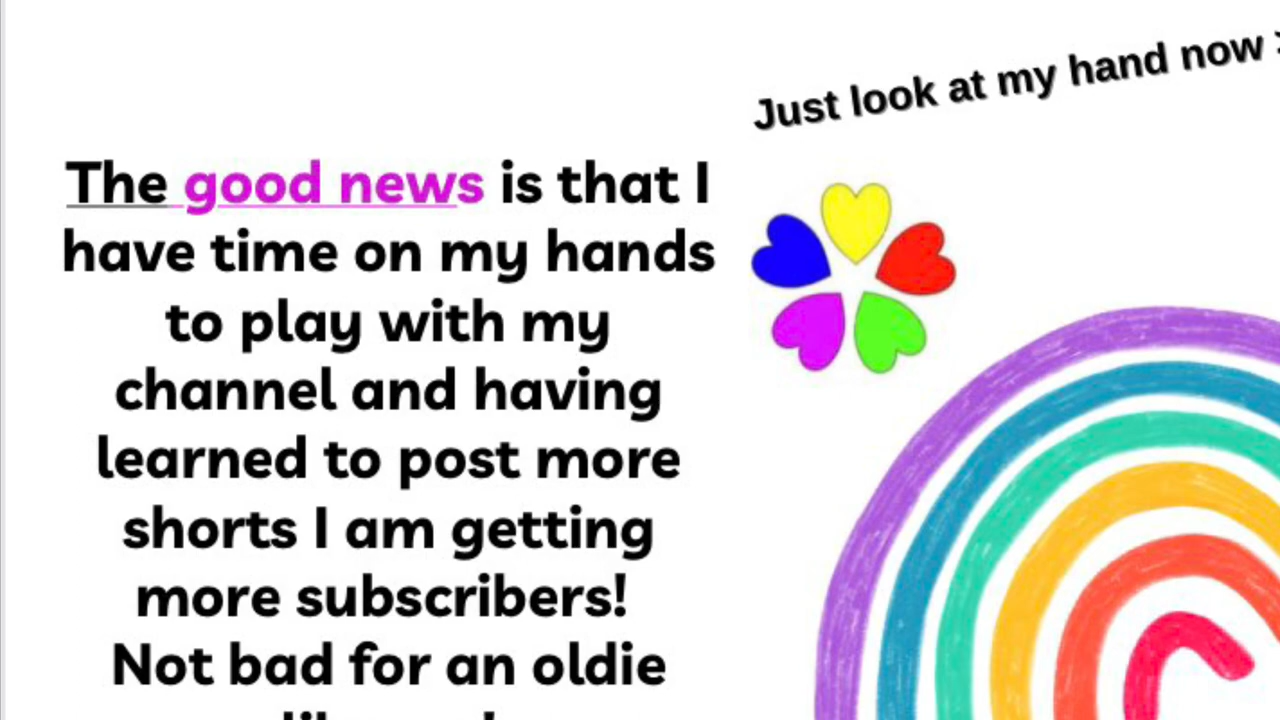 Just look at my hand now
The good news is that I
have time on my hands
to play with my
channel and having
learned to post more
shorts I am getting
more subscribers!
Not bad for an oldie